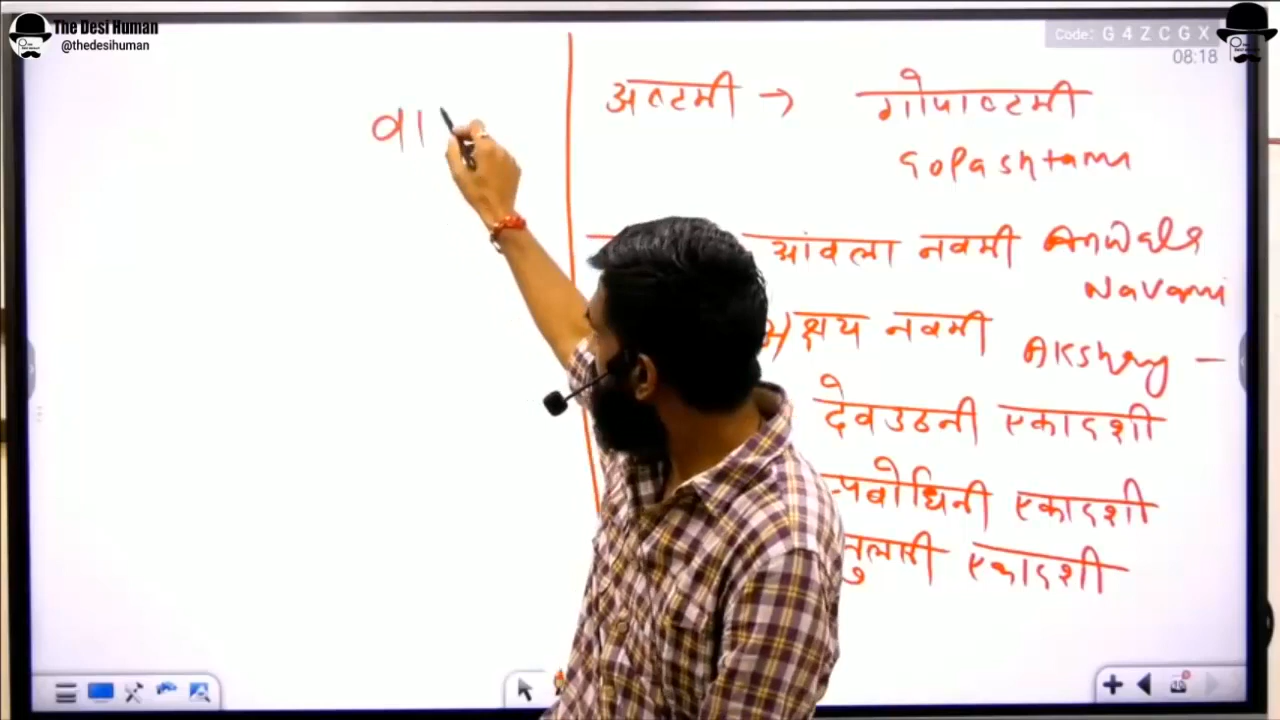 The Desi Human
@thedesihuman
Code: G 4 Z C G X
08:18
वा
अष्टमी → गोपाष्टमी
Gopashtami
आंवला नवमी Anwala
Navami
अक्षय नवमी Akshay –
देवउठनी एकादशी
प्रबोधिनी एकादशी
तुलसी एकादशी